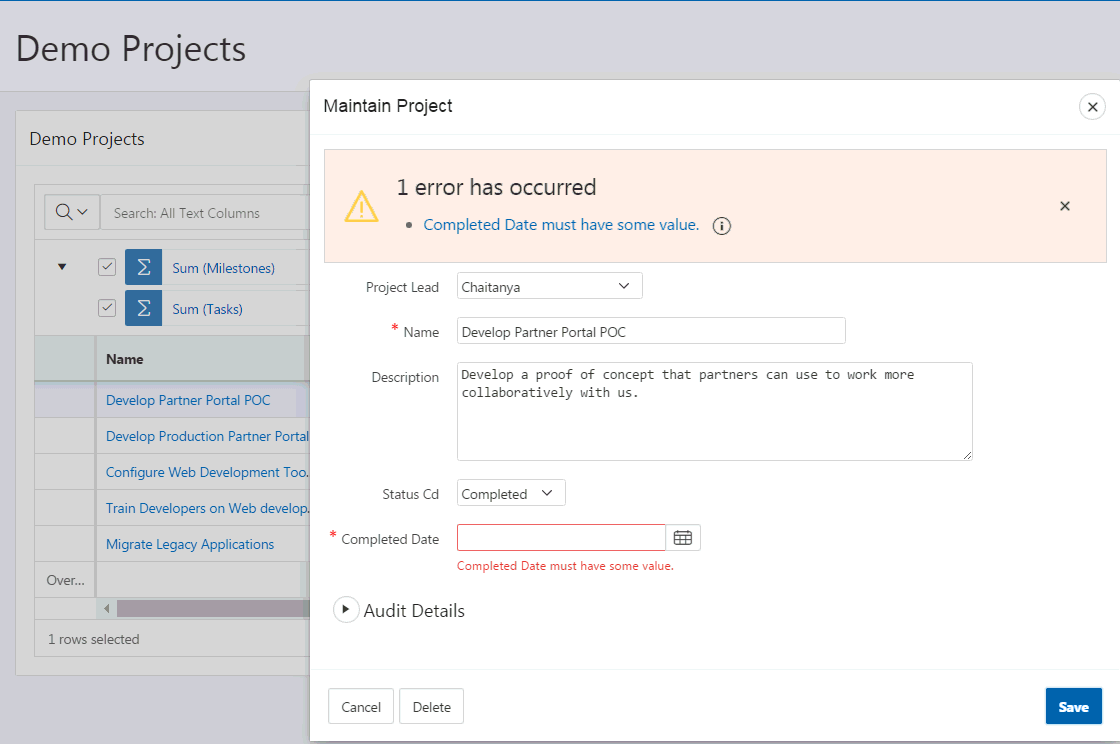 Demo Projects
Demo Projects
Search: All Text Columns
Sum (Milestones)
Sum (Tasks)
Name
Develop Partner Portal POC
Develop Production Partner Portal
Configure Web Development Too.
Train Developers on Web develop.
Migrate Legacy Applications
Over...
1 rows selected
Maintain Project
1 error has occurred
Completed Date must have some value.
Project Lead Chaitanya
* Name Develop Partner Portal POC
Description Develop a proof of concept that partners can use to work more
collaboratively with us.
Status Cd Completed
* Completed Date
Completed Date must have some value.
Audit Details
Cancel Delete Save